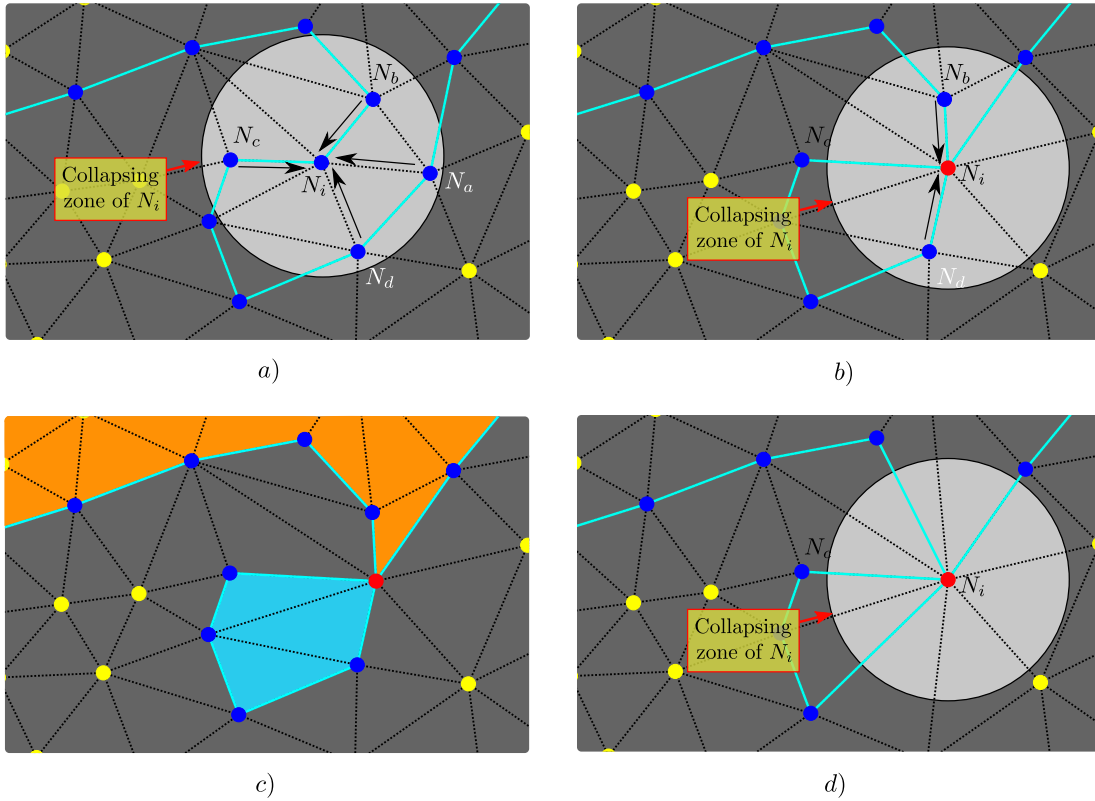 N_b
N_c
Collapsing
zone of N_i
N_i
N_a
N_d
a)
N_b
N_c
N_i
Collapsing
zone of N_i
N_d
b)
c)
N_c
N_i
Collapsing
zone of N_i
d)